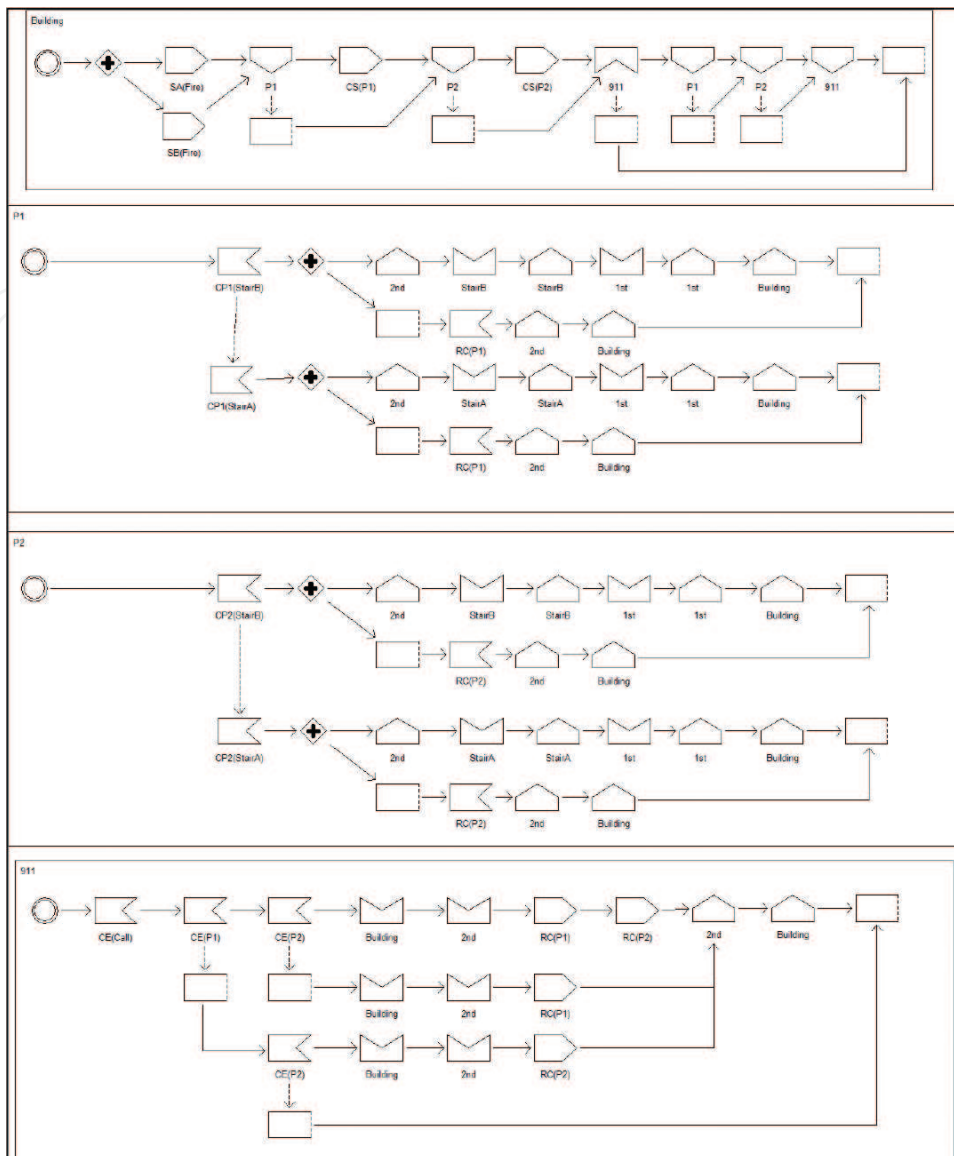 Building
SA(Fire) P1 CS(P1) P2 CS(P2) 911 P1 P2 911
SB(Fire)
P1
CP1(StairB) 2nd StairB StairB 1st 1st Building
RC(P1) 2nd Building
CP1(StairA) 2nd StairA StairA 1st 1st Building
RC(P1) 2nd Building
P2
CP2(StairB) 2nd StairB StairB 1st 1st Building
RC(P2) 2nd Building
CP2(StairA) 2nd StairA StairA 1st 1st Building
RC(P2) 2nd Building
911
CE(Call) CE(P1) CE(P2) Building 2nd RC(P1) RC(P2) 2nd Building
Building 2nd RC(P1)
CE(P2) Building 2nd RC(P2)